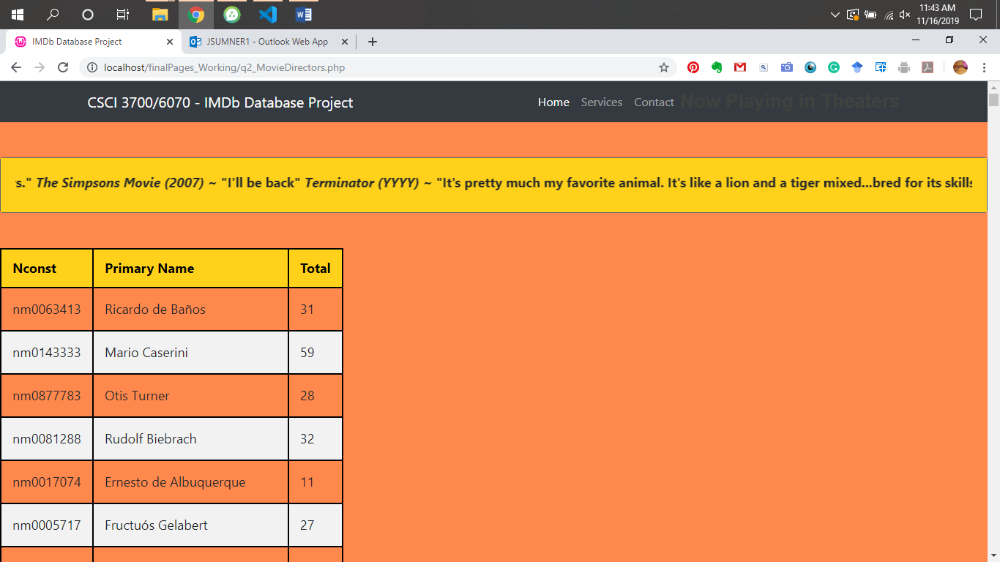 11:43 AM
11/16/2019
IMDb Database Project
JSUMNER1 - Outlook Web App
localhost/finalPages_Working/q2_MovieDirectors.php
CSCI 3700/6070 - IMDb Database Project Home Services Contact Now Playing in Theaters
s." The Simpsons Movie (2007) ~ "I'll be back" Terminator (YYYY) ~ "It's pretty much my favorite animal. It's like a lion and a tiger mixed...bred for its skills
Nconst Primary Name Total
nm0063413 Ricardo de Baños 31
nm0143333 Mario Caserini 59
nm0877783 Otis Turner 28
nm0081288 Rudolf Biebrach 32
nm0017074 Ernesto de Albuquerque 11
nm0005717 Fructuós Gelabert 27